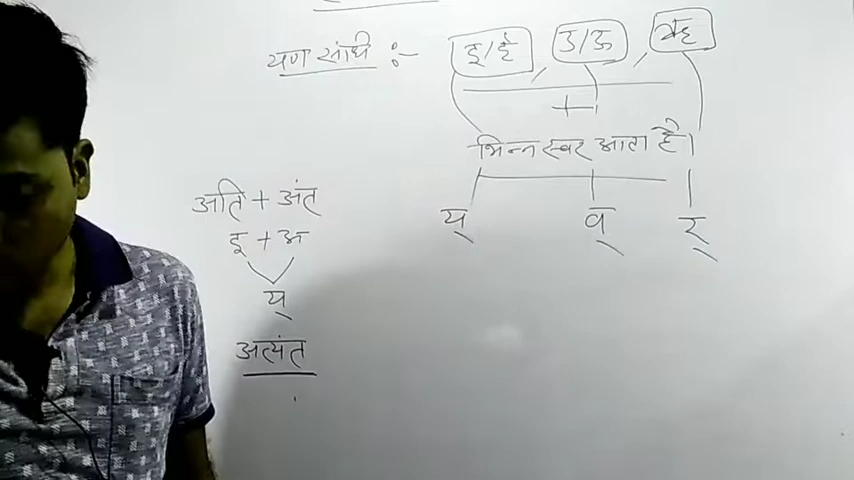 यण संधि :- इ/ई , उ/ऊ , ऋ
+
भिन्न स्वर आता है।
य् व् र्
अति + अंत
इ + अ
य्
अत्यंत